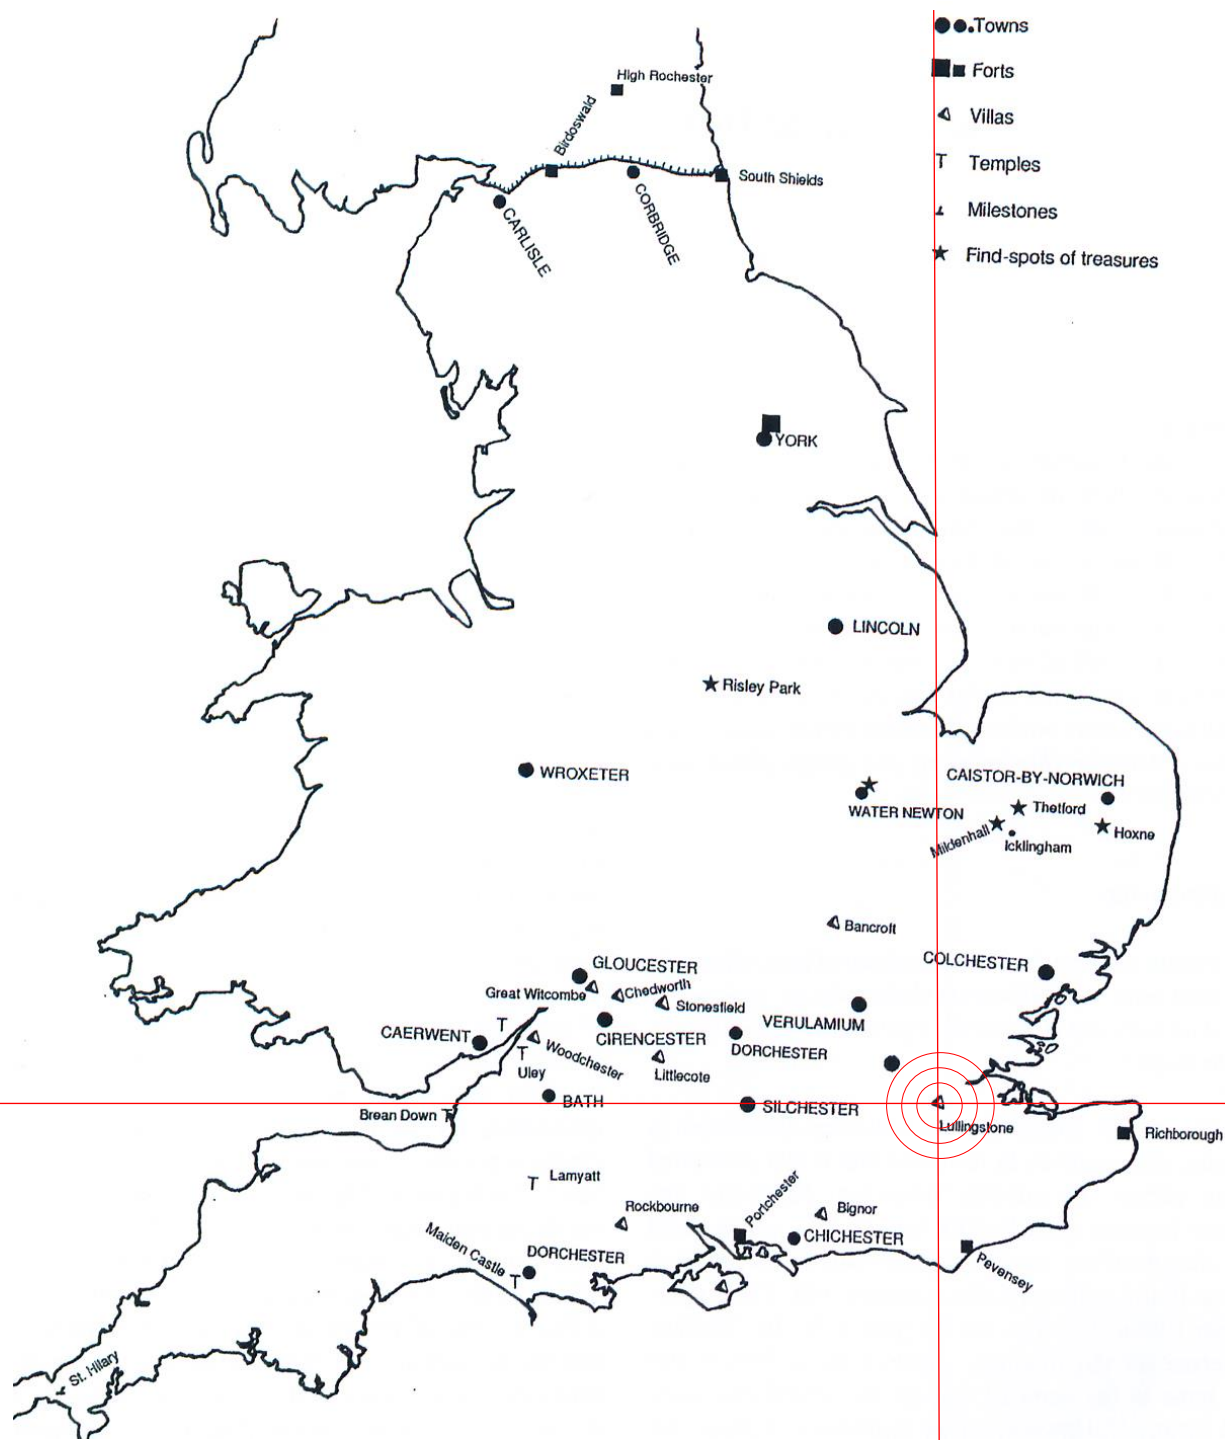 Towns
High Rochester
Forts
Birdoswald
Villas
Temples
South Shields
CARLISLE
CORBRIDGE
Milestones
Find-spots of treasures
YORK
LINCOLN
Risley Park
WROXETER
CAISTOR-BY-NORWICH
WATER NEWTON
Thetford
Mildenhall
Hoxne
Icklingham
Bancroft
COLCHESTER
GLOUCESTER
Great Witcombe
Chedworth
Stonesfield
VERULAMIUM
CAERWENT
CIRENCESTER
DORCHESTER
Woodchester
Uley
Littlecote
BATH
SILCHESTER
Brean Down
Lullingstone
Richborough
Lamyatt
Portchester
Rockbourne
Bignor
CHICHESTER
Maiden Castle
DORCHESTER
Pevensey
St. Hilary